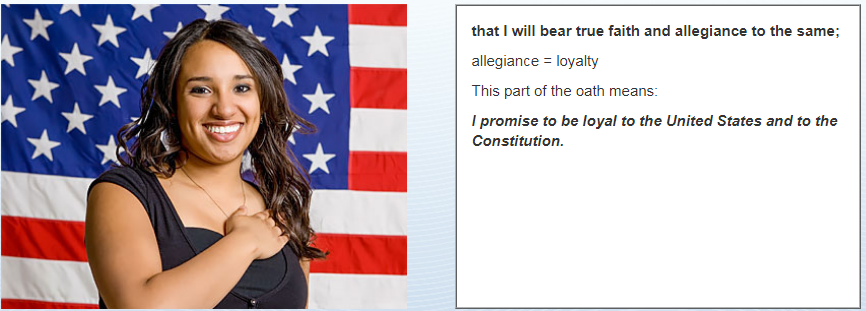 that I will bear true faith and allegiance to the same;
allegiance = loyalty
This part of the oath means:
I promise to be loyal to the United States and to the
Constitution.